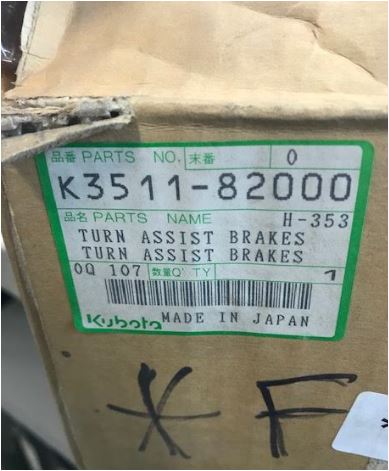 品番 PARTS NO. 末番 0
K3511-82000
品名 PARTS NAME H-353
TURN ASSIST BRAKES
TURN ASSIST BRAKES
0Q 107 数量Q'TY 1
Kubota MADE IN JAPAN
* F